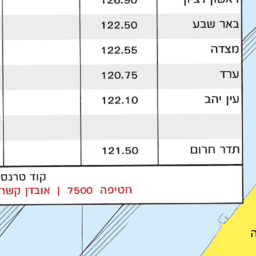 ראשון לציון 126.90
באר שבע 122.50
מצדה 122.55
ערד 120.75
עין יהב 122.10
תדר חרום 121.50
קוד טרנס
חטיפה 7500 | אובדן קשר
ה